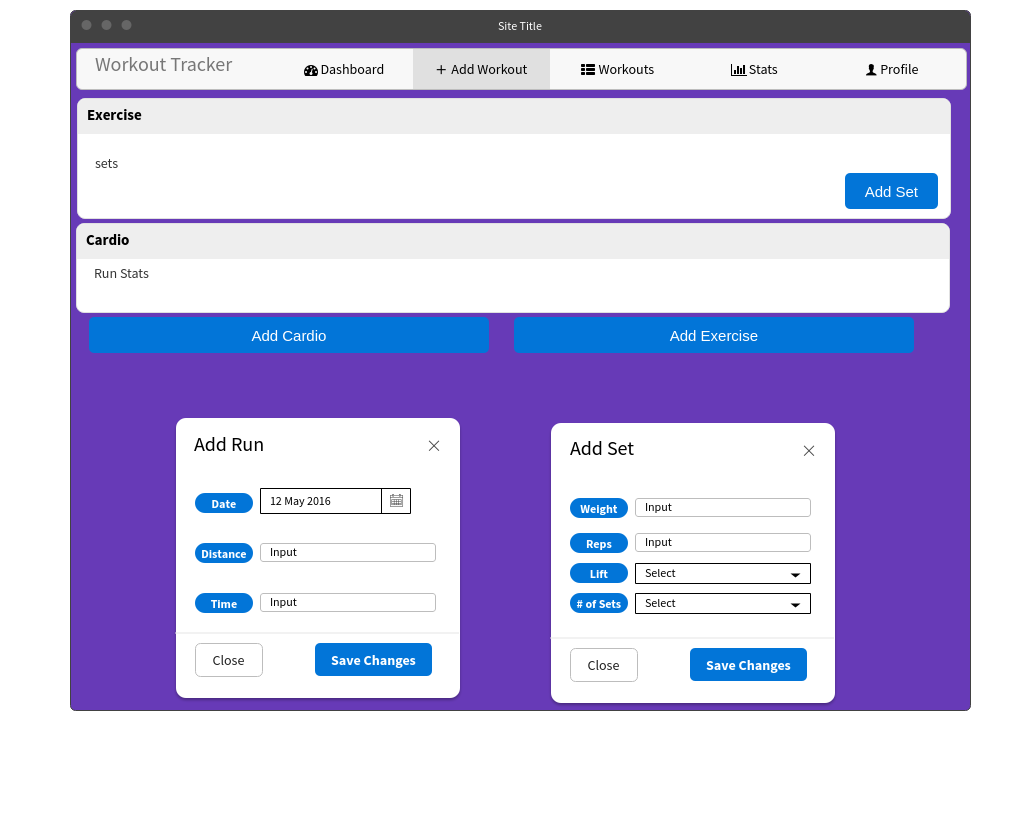 Site Title
Workout Tracker Dashboard + Add Workout Workouts Stats Profile
Exercise
sets
Add Set
Cardio
Run Stats
Add Cardio Add Exercise
Add Run
Date 12 May 2016
Distance Input
Time Input
Close Save Changes
Add Set
Weight Input
Reps Input
Lift Select
# of Sets Select
Close Save Changes